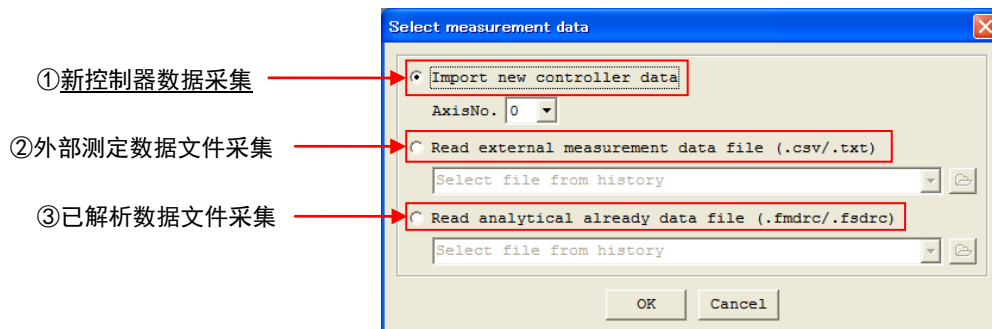 Select measurement data
①新控制器数据采集
Import new controller data
AxisNo. 0
②外部测定数据文件采集
Read external measurement data file (.csv/.txt)
Select file from history
③已解析数据文件采集
Read analytical already data file (.fmdrc/.fsdrc)
Select file from history
OK Cancel